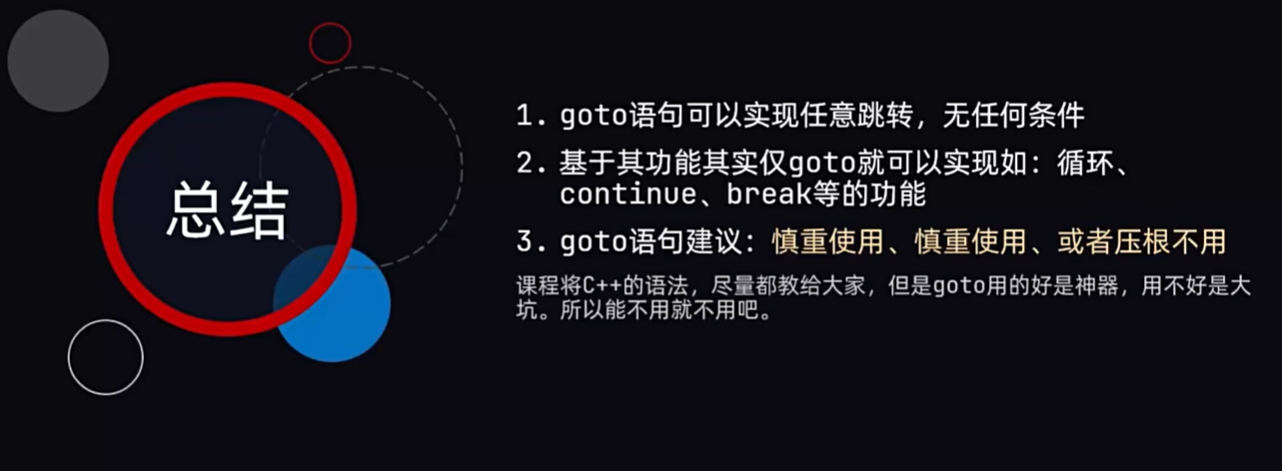 总结
1. goto语句可以实现任意跳转，无任何条件
2. 基于其功能其实仅goto就可以实现如：循环、
continue、break等的功能
3. goto语句建议：慎重使用、慎重使用、或者压根不用
课程将C++的语法，尽量都教给大家，但是goto用的好是神器，用不好是大
坑。所以能不用就不用吧。